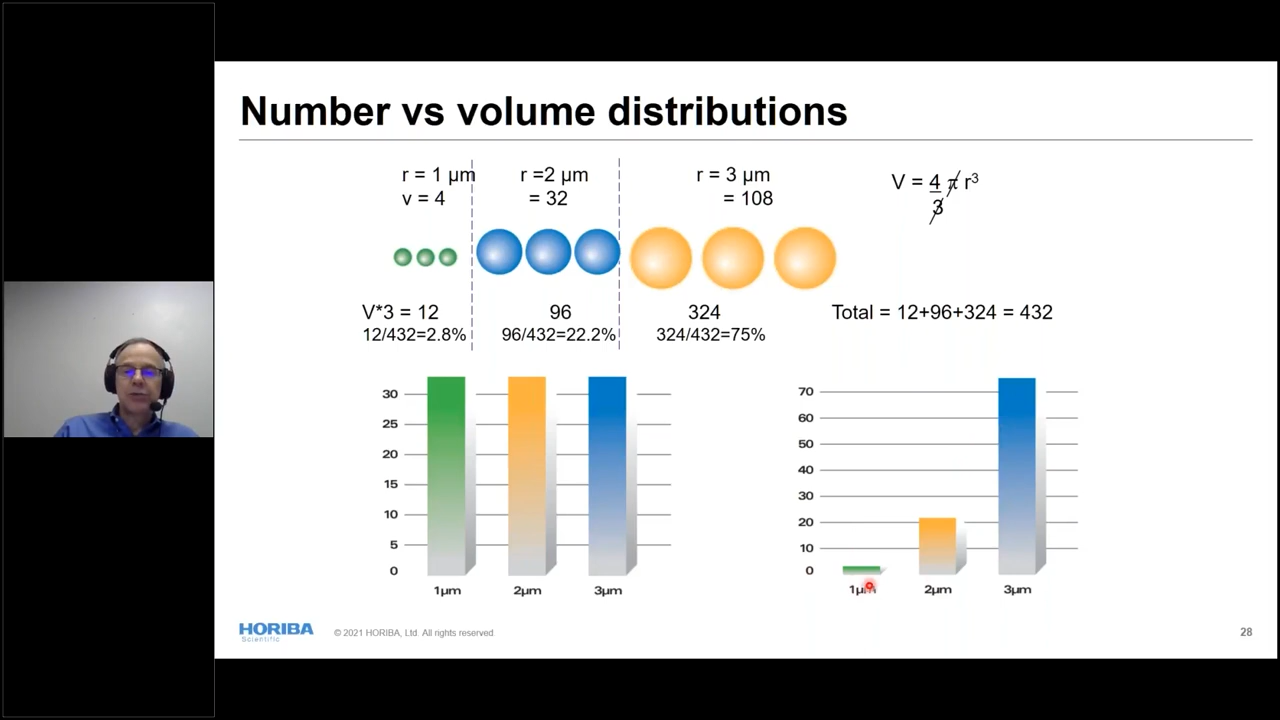 Number vs volume distributions
r = 1 µm
v = 4
r =2 µm
= 32
r = 3 µm
= 108
V = 4 π r³
3
V*3 = 12
12/432=2.8%
96
96/432=22.2%
324
324/432=75%
Total = 12+96+324 = 432
30
25
20
15
10
5
0
1µm
2µm
3µm
70
60
50
40
30
20
10
0
1µm
2µm
3µm
HORIBA
Scientific
© 2021 HORIBA, Ltd. All rights reserved
28